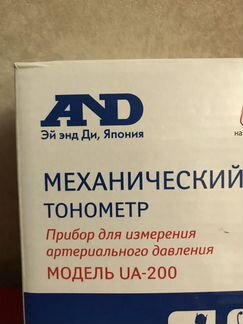 AND
Эй энд Ди, Япония
МЕХАНИЧЕСКИЙ
ТОНОМЕТР
Прибор для измерения
артериального давления
МОДЕЛЬ UA-200